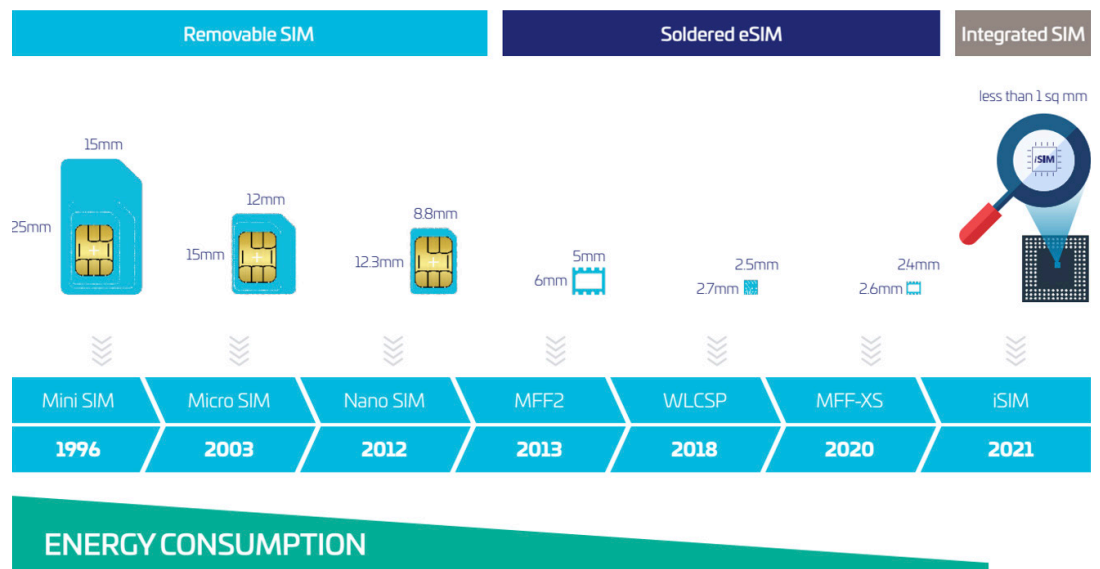 Removable SIM
Soldered eSIM
Integrated SIM
less than 1 sq mm
iSIM
15mm
25mm
12mm
15mm
8.8mm
12.3mm
5mm
6mm
2.5mm
2.7mm
24mm
2.6mm
Mini SIM
Micro SIM
Nano SIM
MFF2
WLCSP
MFF-XS
iSIM
1996
2003
2012
2013
2018
2020
2021
ENERGY CONSUMPTION